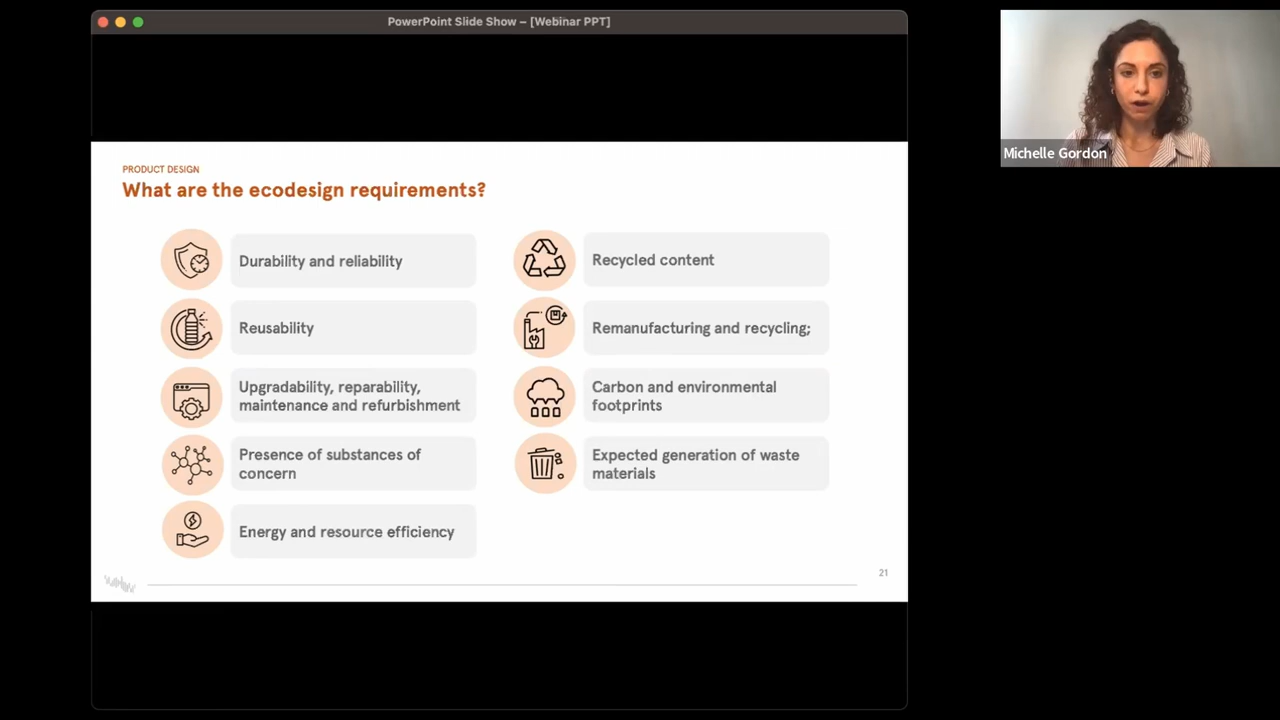 PowerPoint Slide Show – [Webinar PPT]
PRODUCT DESIGN
What are the ecodesign requirements?
Durability and reliability
Reusability
Upgradability, reparability,
maintenance and refurbishment
Presence of substances of
concern
Energy and resource efficiency
Recycled content
Remanufacturing and recycling;
Carbon and environmental
footprints
Expected generation of waste
materials
21
Michelle Gordon